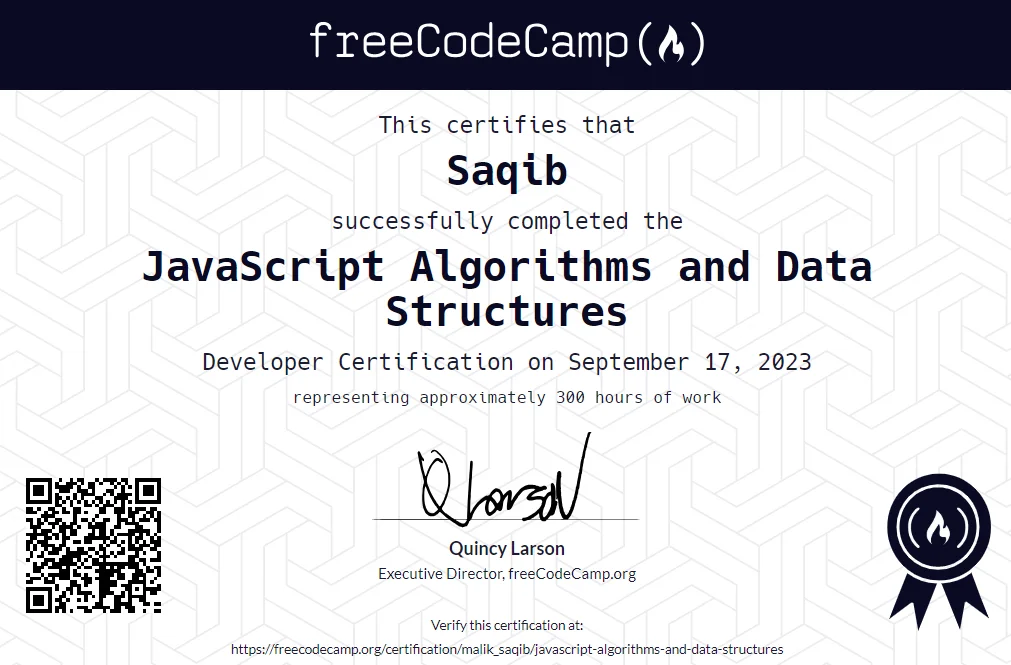 freeCodeCamp(🔥)
This certifies that
Saqib
successfully completed the
JavaScript Algorithms and Data
Structures
Developer Certification on September 17, 2023
representing approximately 300 hours of work
Q Larson
Quincy Larson
Executive Director, freeCodeCamp.org
Verify this certification at:
https://freecodecamp.org/certification/malik_saqib/javascript-algorithms-and-data-structures